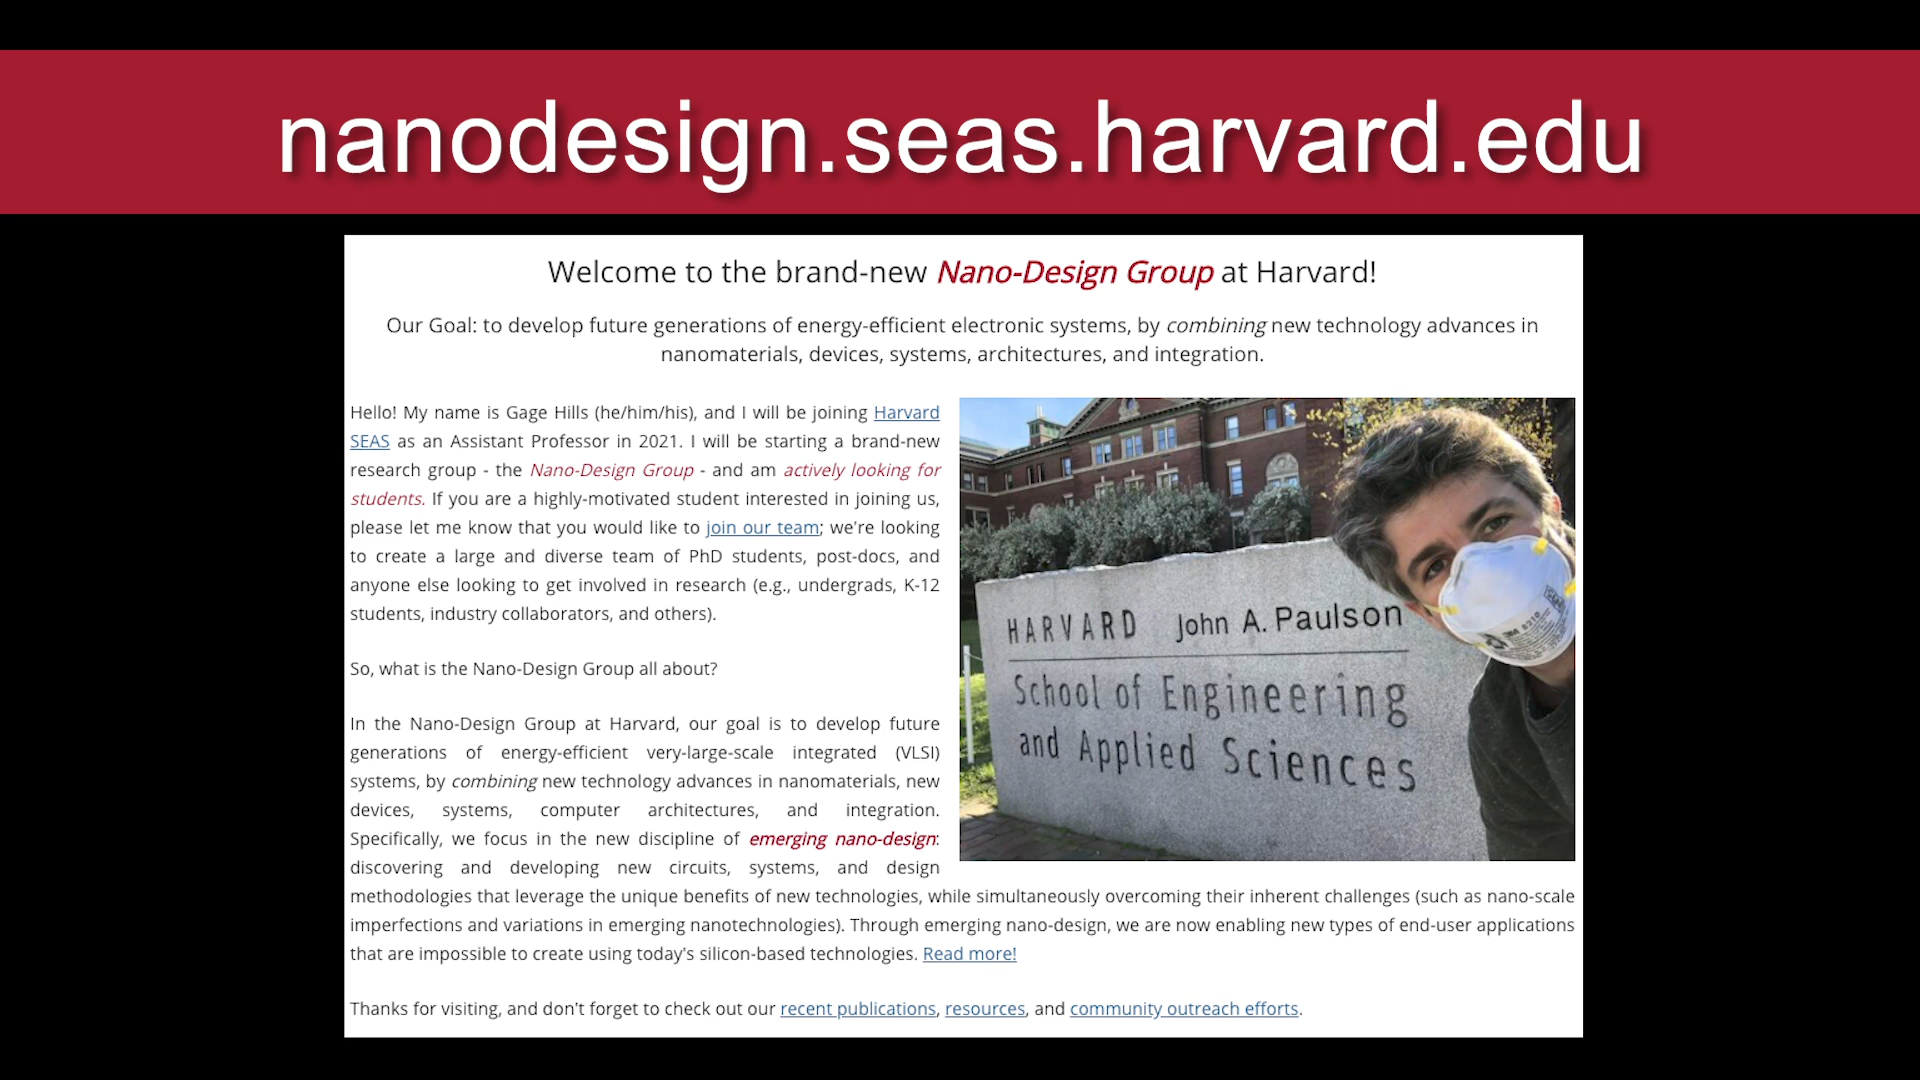 nanodesign.seas.harvard.edu
Welcome to the brand-new Nano-Design Group at Harvard!
Our Goal: to develop future generations of energy-efficient electronic systems, by combining new technology advances in
nanomaterials, devices, systems, architectures, and integration.
Hello! My name is Gage Hills (he/him/his), and I will be joining Harvard
SEAS as an Assistant Professor in 2021. I will be starting a brand-new
research group - the Nano-Design Group - and am actively looking for
students. If you are a highly-motivated student interested in joining us,
please let me know that you would like to join our team; we're looking
to create a large and diverse team of PhD students, post-docs, and
anyone else looking to get involved in research (e.g., undergrads, K-12
students, industry collaborators, and others).
So, what is the Nano-Design Group all about?
In the Nano-Design Group at Harvard, our goal is to develop future
generations of energy-efficient very-large-scale integrated (VLSI)
systems, by combining new technology advances in nanomaterials, new
devices, systems, computer architectures, and integration.
Specifically, we focus in the new discipline of emerging nano-design:
discovering and developing new circuits, systems, and design
methodologies that leverage the unique benefits of new technologies, while simultaneously overcoming their inherent challenges (such as nano-scale
imperfections and variations in emerging nanotechnologies). Through emerging nano-design, we are now enabling new types of end-user applications
that are impossible to create using today's silicon-based technologies. Read more!
Thanks for visiting, and don't forget to check out our recent publications, resources, and community outreach efforts.
HARVARD John A. Paulson
School of Engineering
and Applied Sciences
3M 8210